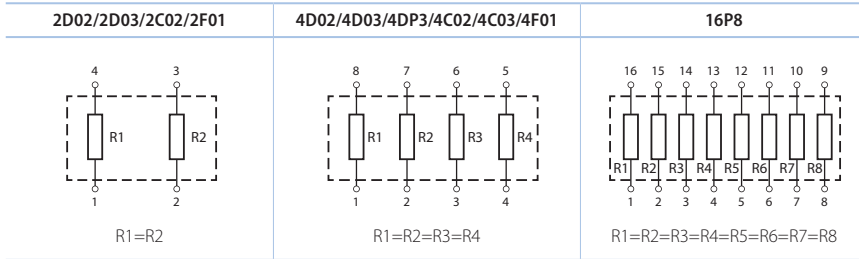 2D02/2D03/2C02/2F01
4D02/4D03/4DP3/4C02/4C03/4F01
16P8
4 3
R1 R2
1 2
R1=R2
8 7 6 5
R1 R2 R3 R4
1 2 3 4
R1=R2=R3=R4
16 15 14 13 12 11 10 9
R1 R2 R3 R4 R5 R6 R7 R8
1 2 3 4 5 6 7 8
R1=R2=R3=R4=R5=R6=R7=R8